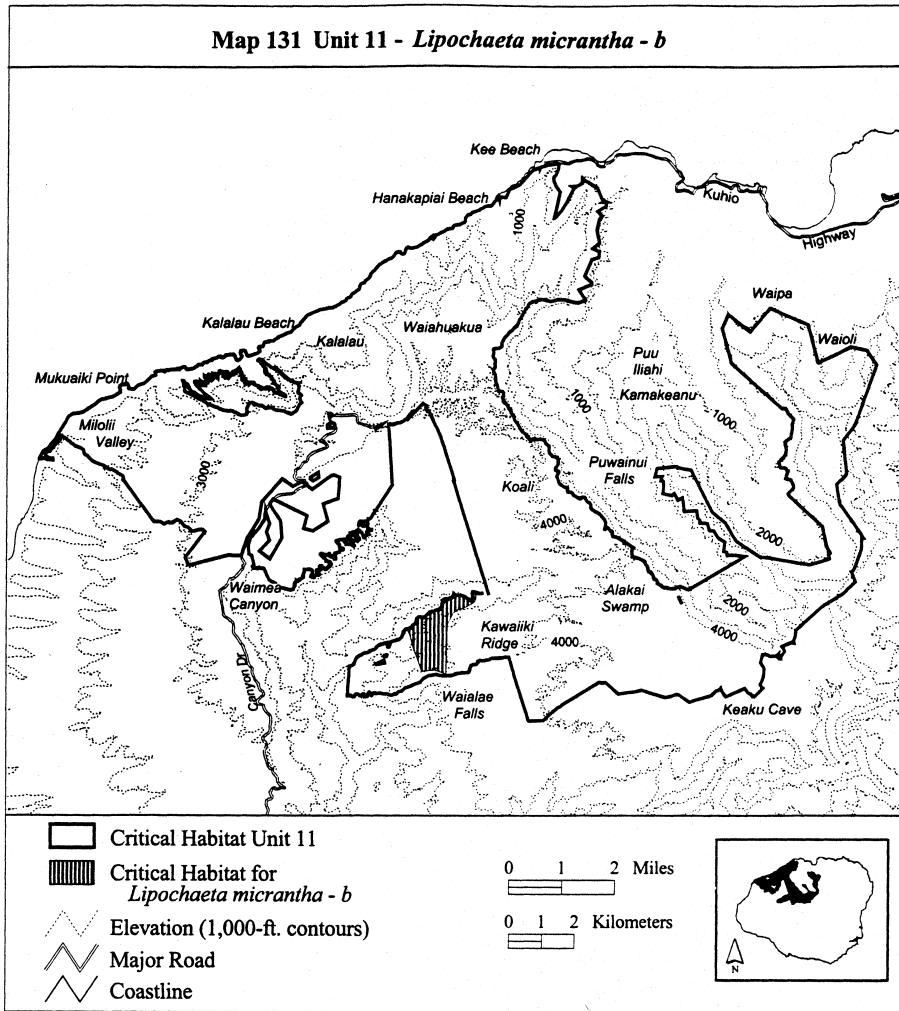 Map 131 Unit 11 - Lipochaeta micrantha - b
Kee Beach
Hanakapiai Beach
Kuhio
Highway
1000
Waipa
Kalalau Beach
Waiahuakua
Kalalau
Waioli
Puu
Iliahi
Kamakeanu
Mukuaiki Point
1000
1000
Milolii
Valley
3000
Puwainui
Falls
Koali
4000
2000
Waimea
Canyon
Alakai
Swamp
2000
4000
Kawaiiki
Ridge
4000
Canyon Dr
Waialae
Falls
Keaku Cave
Critical Habitat Unit 11
Critical Habitat for
Lipochaeta micrantha - b
Elevation (1,000-ft. contours)
Major Road
Coastline
0 1 2 Miles
0 1 2 Kilometers
N